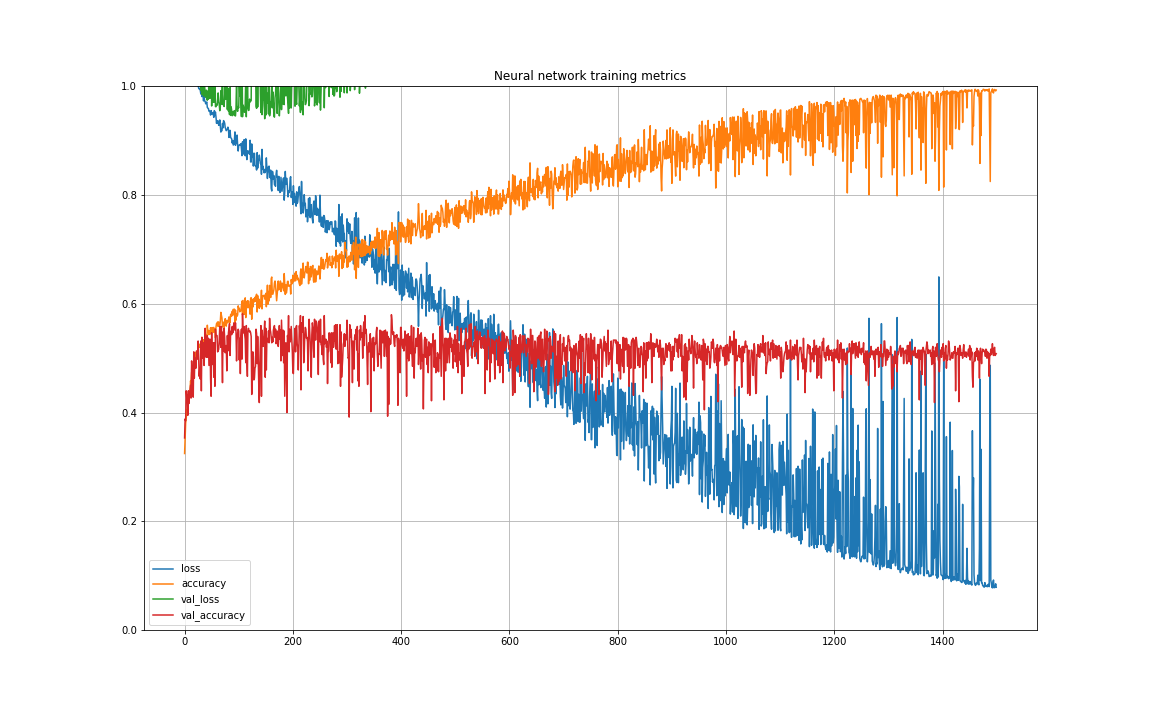 Neural network training metrics
1.0
0.8
0.6
0.4
0.2
0.0
loss
accuracy
val_loss
val_accuracy
0 200 400 600 800 1000 1200 1400